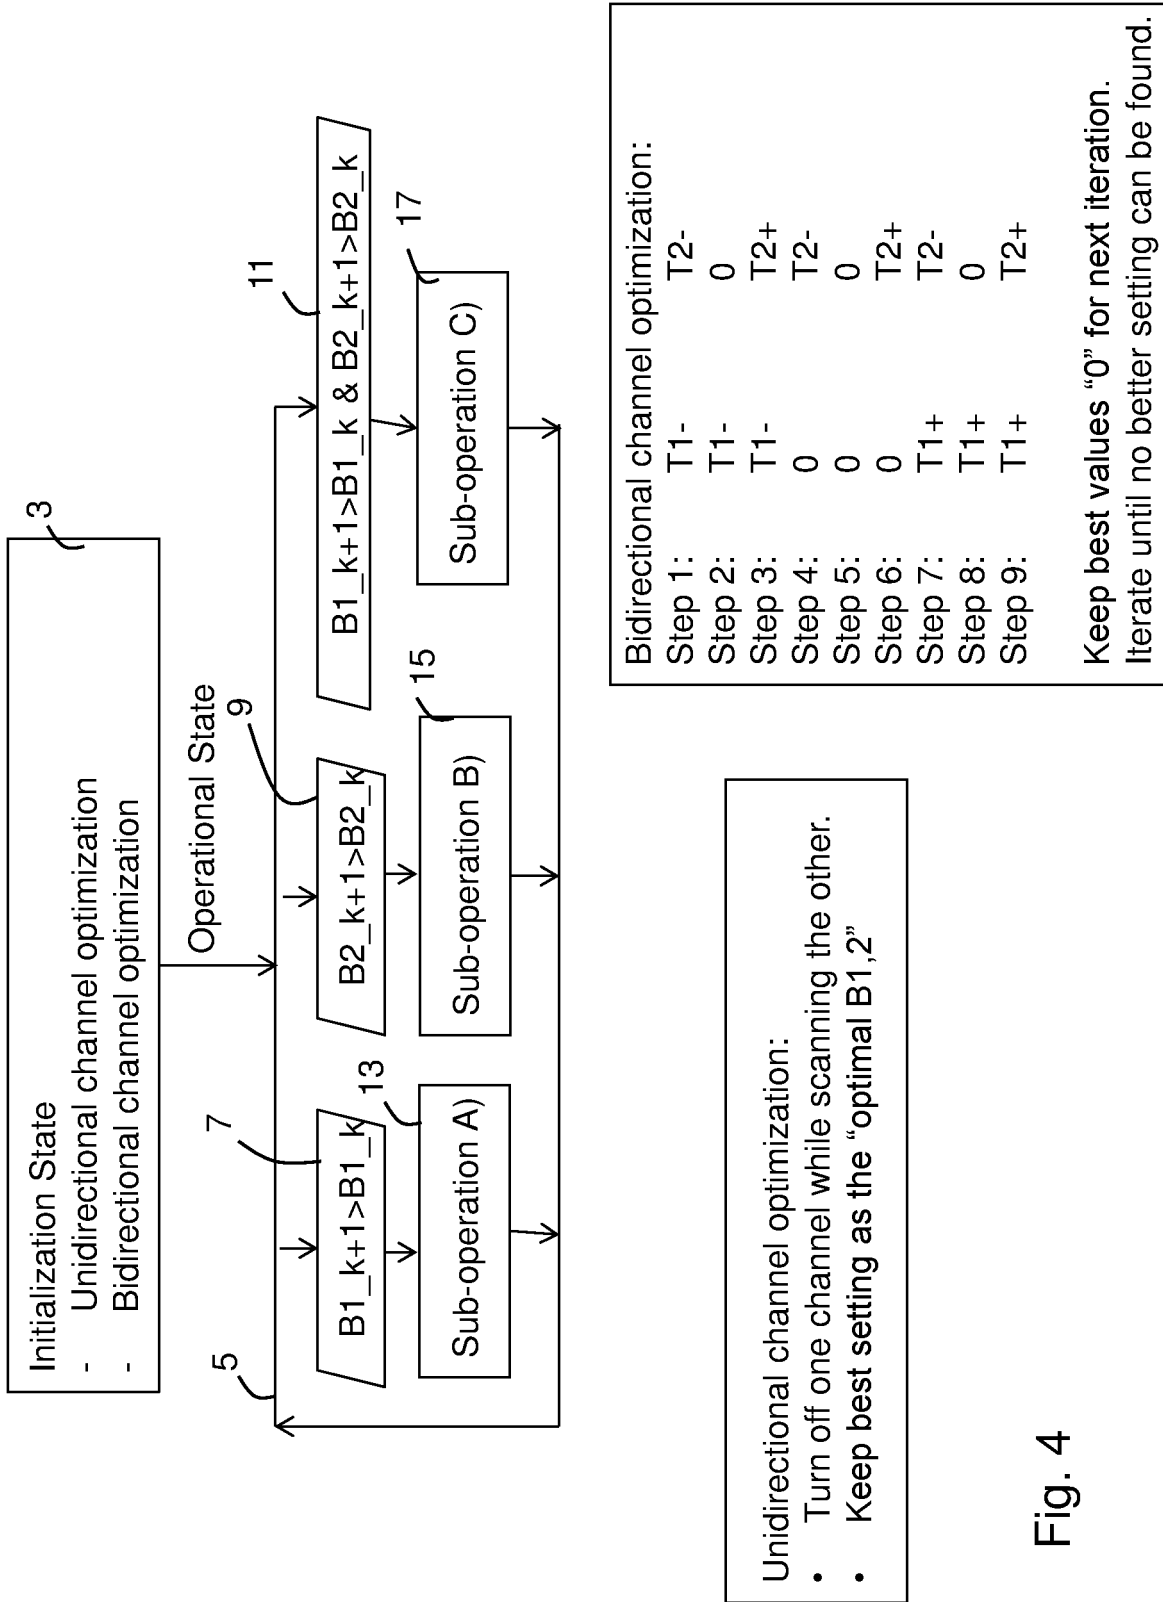 Initialization State
- Unidirectional channel optimization
- Bidirectional channel optimization
3
Operational State
5
7
9
11
B1_k+1>B1_k
B2_k+1>B2_k
B1_k+1>B1_k & B2_k+1>B2_k
13
15
17
Sub-operation A)
Sub-operation B)
Sub-operation C)
Unidirectional channel optimization:
• Turn off one channel while scanning the other.
• Keep best setting as the “optimal B1,2”
Bidirectional channel optimization:
Step 1: T1- T2-
Step 2: T1- 0
Step 3: T1- T2+
Step 4: 0 T2-
Step 5: 0 0
Step 6: 0 T2+
Step 7: T1+ T2-
Step 8: T1+ 0
Step 9: T1+ T2+
Keep best values “0” for next iteration.
Iterate until no better setting can be found.
Fig. 4